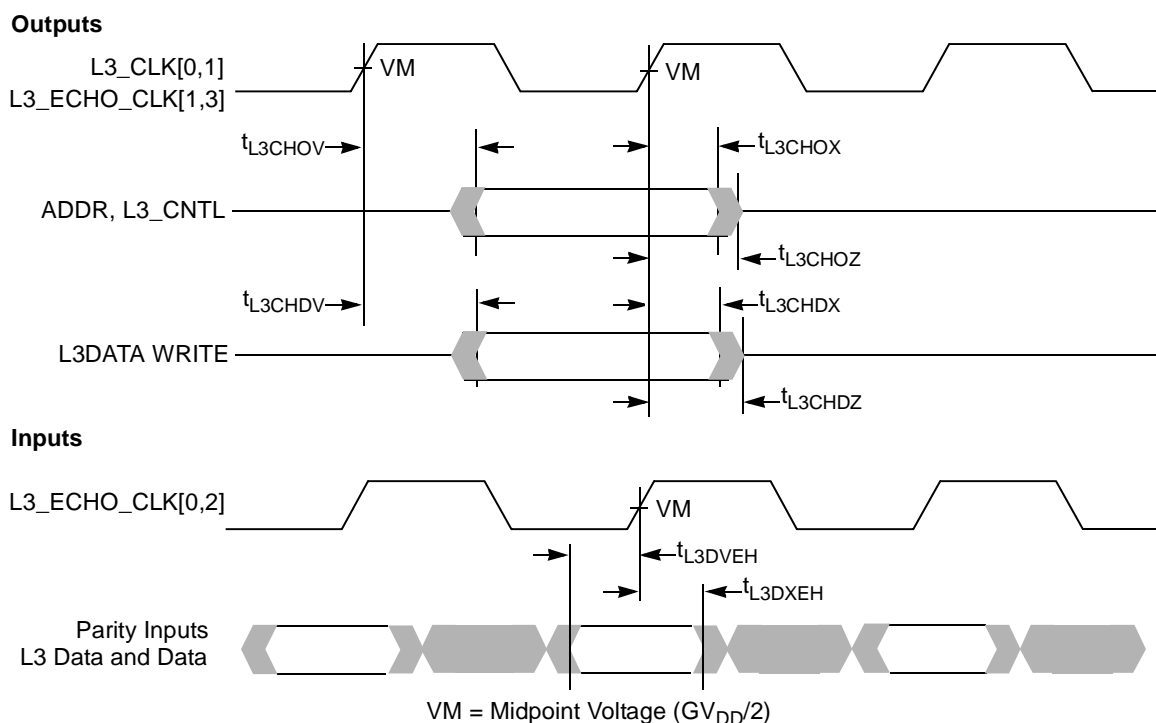 Outputs
L3_CLK[0,1]
VM
VM
L3_ECHO_CLK[1,3]
tL3CHOV
tL3CHOX
ADDR, L3_CNTL
tL3CHOZ
tL3CHDV
tL3CHDX
L3DATA WRITE
tL3CHDZ
Inputs
L3_ECHO_CLK[0,2]
VM
tL3DVEH
tL3DXEH
Parity Inputs
L3 Data and Data
VM = Midpoint Voltage (GVDD/2)